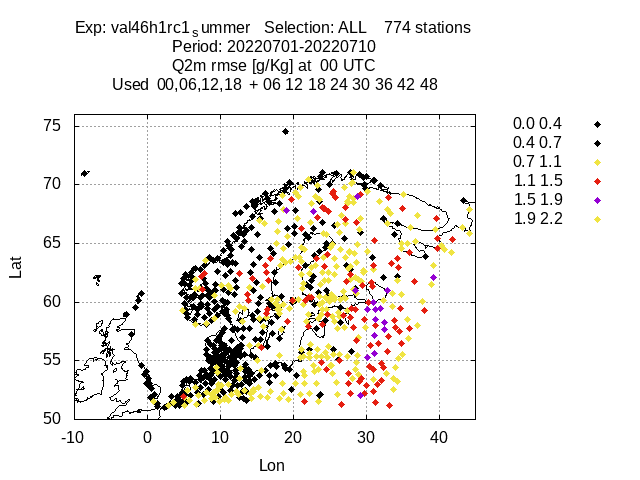 Exp: val46h1rc1summer Selection: ALL 774 stations
Period: 20220701-20220710
Q2m rmse [g/Kg] at 00 UTC
Used 00,06,12,18 + 06 12 18 24 30 36 42 48
0.0 0.4
0.4 0.7
0.7 1.1
1.1 1.5
1.5 1.9
1.9 2.2
75
70
65
60
55
50
Lat
-10 0 10 20 30 40
Lon